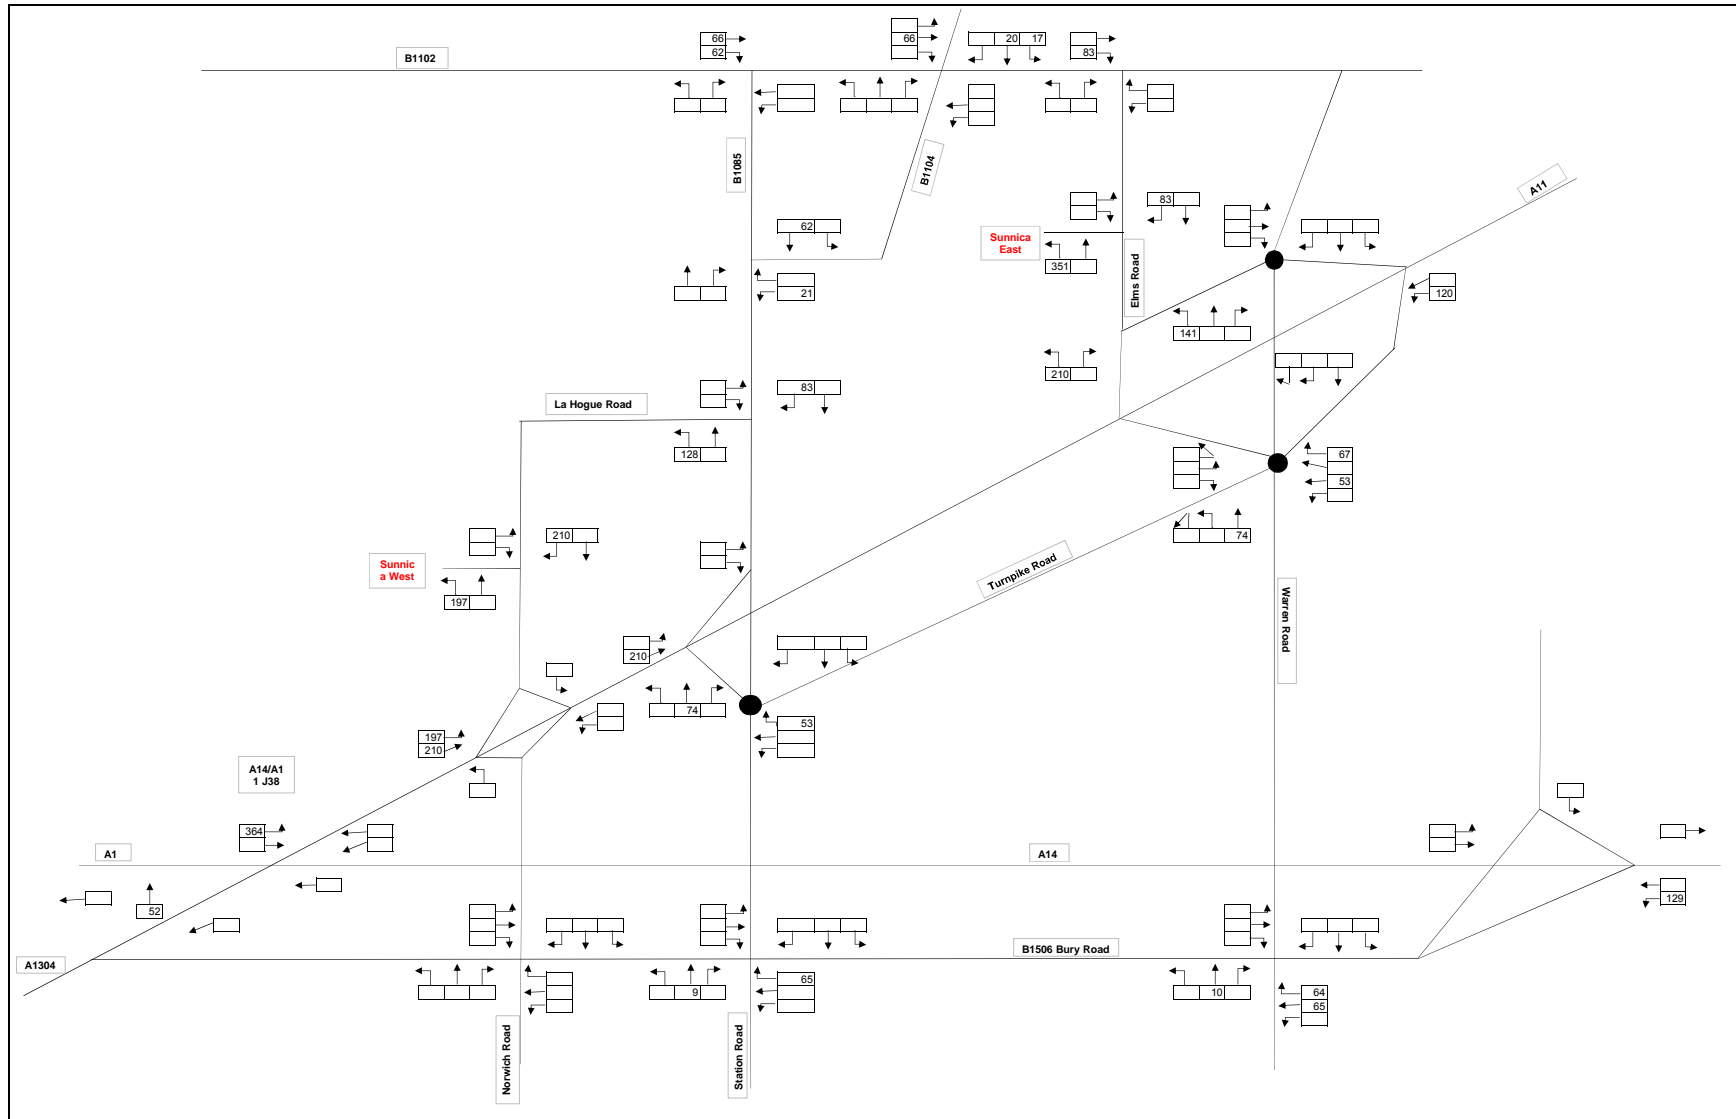 66
66
20 17
62
83
B1102
B1085
B1104
A11
83
62
Sunnica
East
351
Elms Road
21
120
141
210
83
La Hogue Road
128
67
53
74
210
Sunnic
a West
197
Turnpike Road
Warren Road
210
74
53
197
210
A14/A1
1 J38
364
A1
A14
52
129
B1506 Bury Road
A1304
9
65
10
64
65
Norwich Road
Station Road